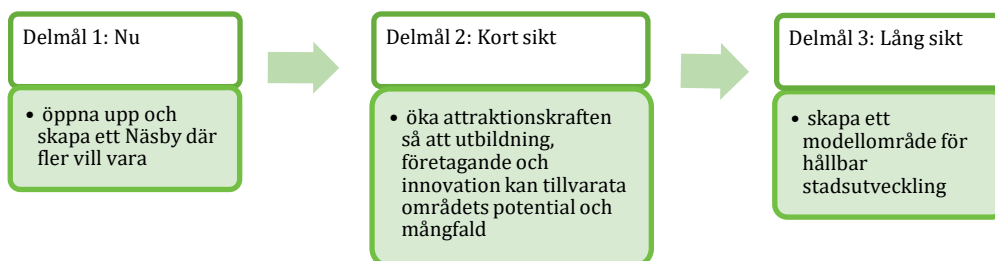 Delmål 1: Nu
• öppna upp och
skapa ett Näsby där
fler vill vara
Delmål 2: Kort sikt
• öka attraktionskraften
så att utbildning,
företagande och
innovation kan tillvarata
områdets potential och
mångfald
Delmål 3: Lång sikt
• skapa ett
modellområde för
hållbar
stadsutveckling